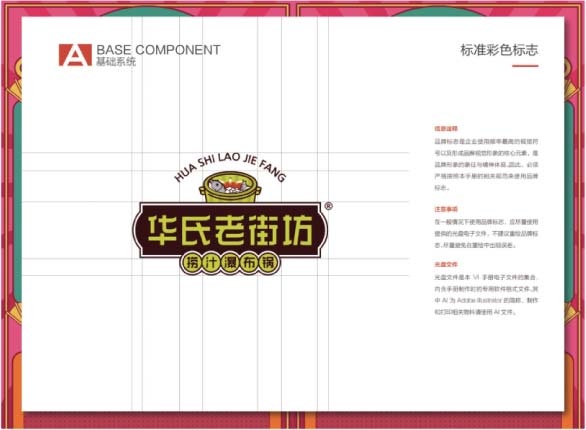 A BASE COMPONENT
基础系统
标准彩色标志
HUA SHI LAO JIE FANG
华氏老街坊
®
捞汁瀑布锅
信息诠释
品牌标志是企业使用频率最高的视觉符
号以及形成品牌视觉形象的核心元素，是
品牌形象的象征与精神体现。因此，必须
严格按照本手册的相关规范来使用品牌
标志。
注意事项
在一般情况下使用品牌标志，应尽量使用
提供的光盘电子文件，不建议重绘品牌标
志，尽量避免在重绘中出现误差。
光盘文件
光盘文件是本 VI 手册电子文件的集合，
内含手册制作时的专用软件格式文件，其
中 AI 为 Adobe Illustrator 的简称，制作
和打印相关物料请使用 AI 文件。